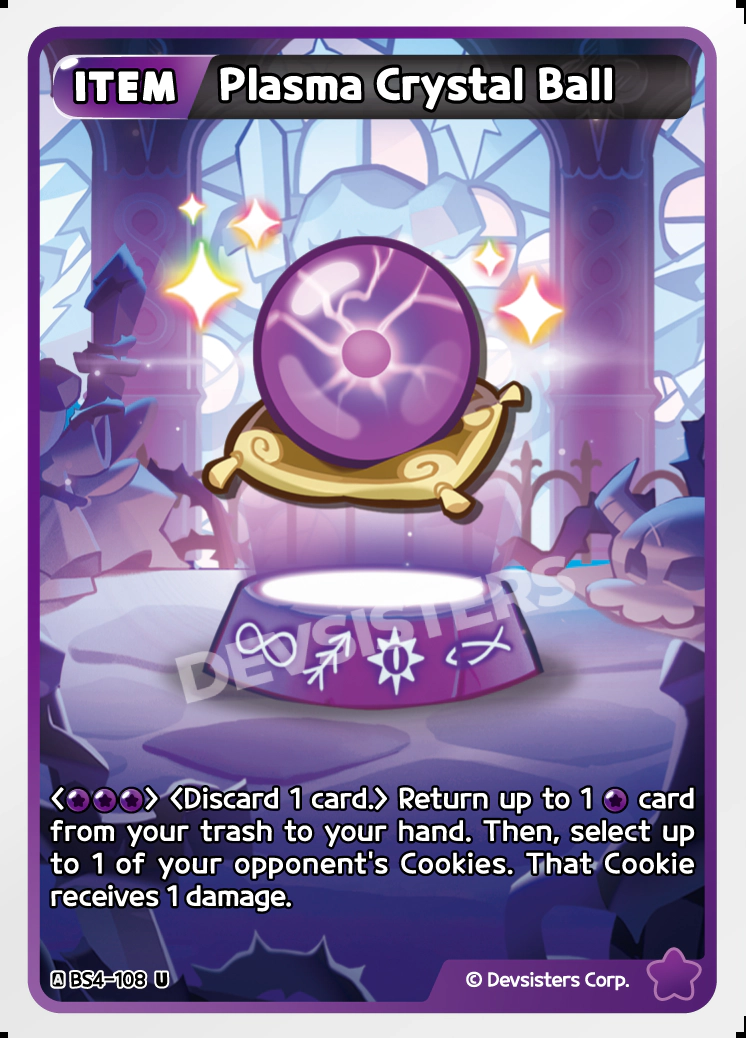 ITEM Plasma Crystal Ball
DEVSISTERS
<●●●> <Discard 1 card.> Return up to 1 ● card
from your trash to your hand. Then, select up
to 1 of your opponent's Cookies. That Cookie
receives 1 damage.
A BS4-108 U © Devsisters Corp.